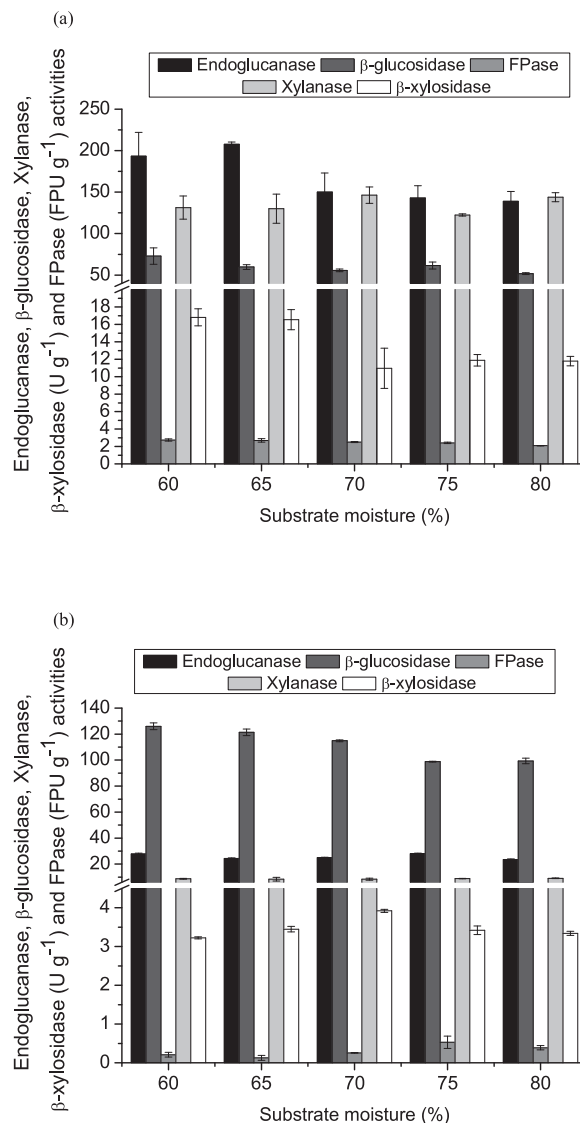 (a)
Endoglucanase β-glucosidase FPase
Xylanase β-xylosidase
Endoglucanase, β-glucosidase, Xylanase,
β-xylosidase (U g⁻¹) and FPase (FPU g⁻¹) activities
250
200
150
100
50
18
16
14
12
10
8
6
4
2
0
60 65 70 75 80
Substrate moisture (%)
(b)
Endoglucanase β-glucosidase FPase
Xylanase β-xylosidase
Endoglucanase, β-glucosidase, Xylanase,
β-xylosidase (U g⁻¹) and FPase (FPU g⁻¹) activities
140
120
100
80
60
40
20
4
3
2
1
0
60 65 70 75 80
Substrate moisture (%)